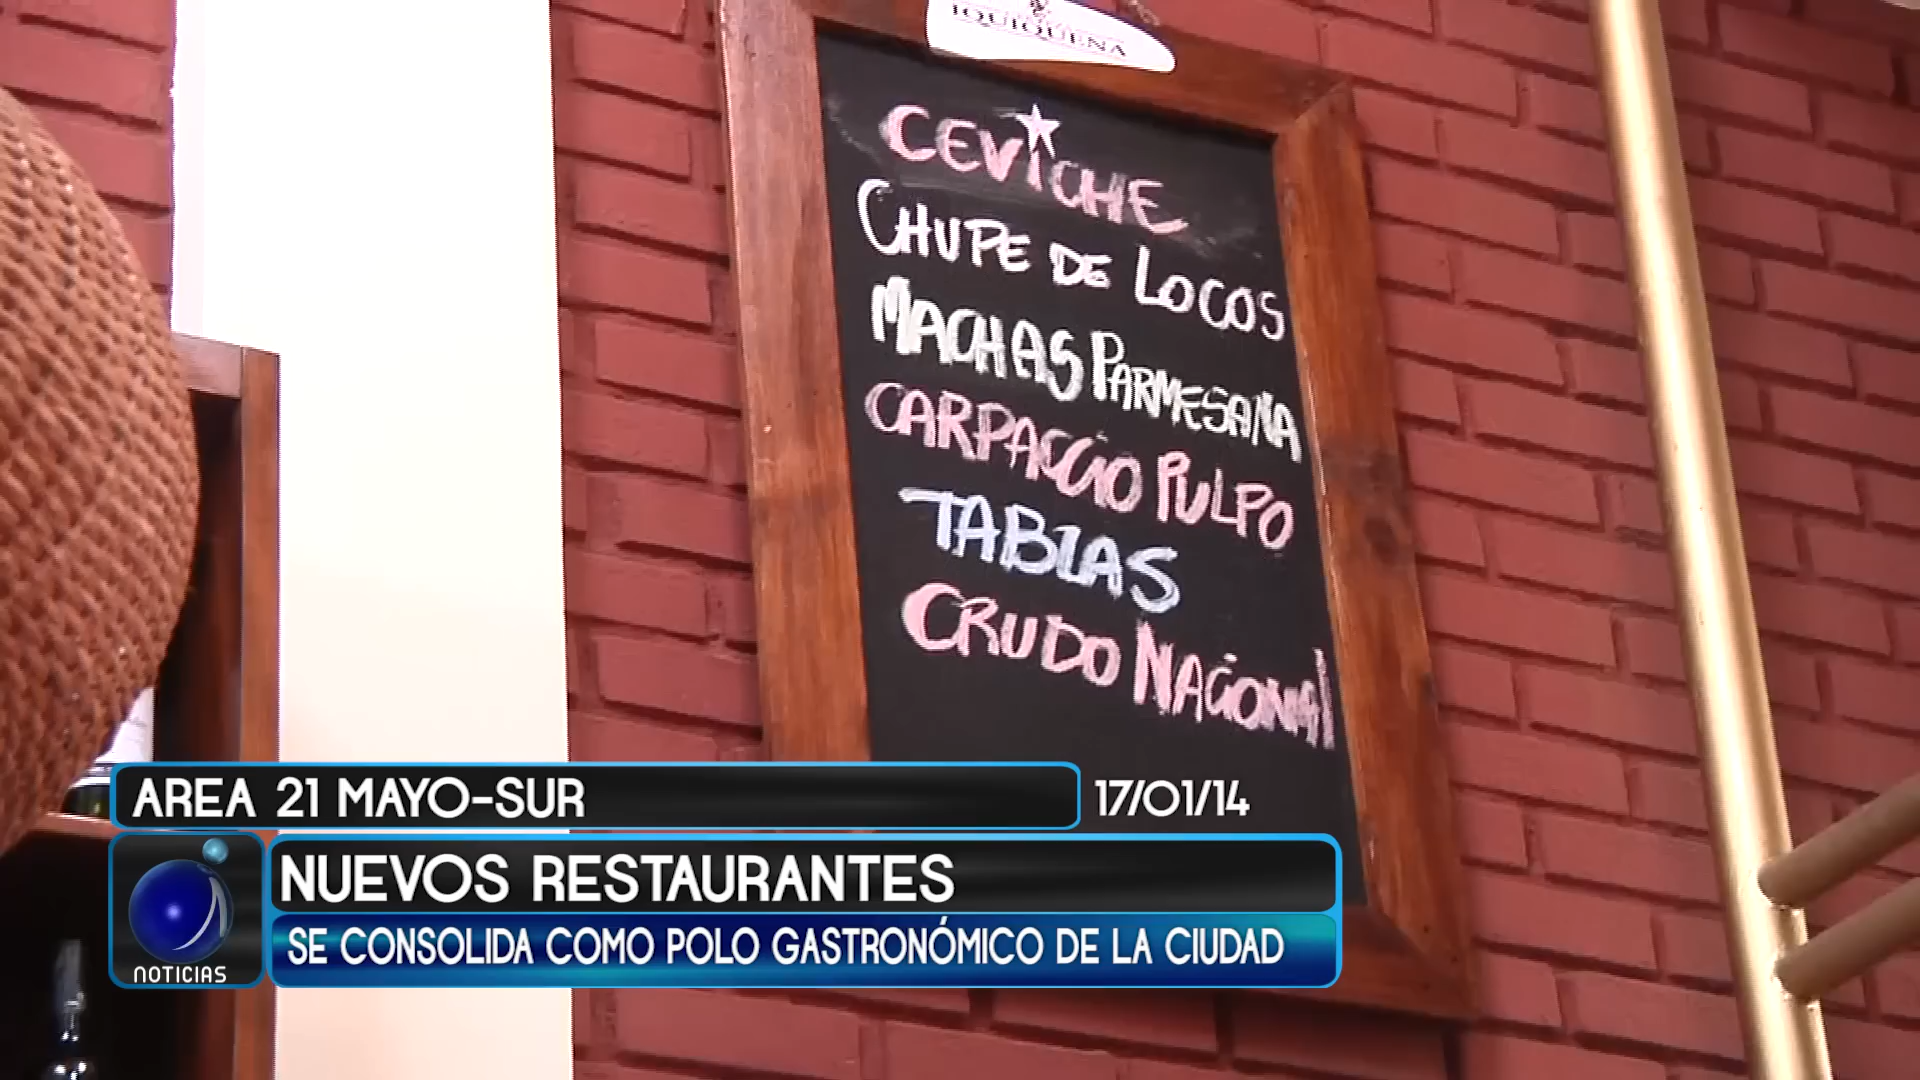 IQUIQUEÑA
CEVICHE
CHUPE DE LOCOS
MACHAS PARMESANA
CARPACCIO PULPO
TABLAS
CRUDO NACIONAL
AREA 21 MAYO-SUR
17/01/14
NUEVOS RESTAURANTES
SE CONSOLIDA COMO POLO GASTRONÓMICO DE LA CIUDAD
NOTICIAS